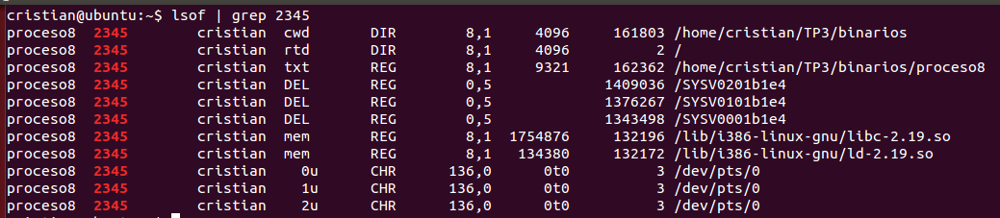 cristian@ubuntu:~$ lsof | grep 2345
proceso8 2345 cristian cwd DIR 8,1 4096 161803 /home/cristian/TP3/binarios
proceso8 2345 cristian rtd DIR 8,1 4096 2 /
proceso8 2345 cristian txt REG 8,1 9321 162362 /home/cristian/TP3/binarios/proceso8
proceso8 2345 cristian DEL REG 0,5 1409036 /SYSV0201b1e4
proceso8 2345 cristian DEL REG 0,5 1376267 /SYSV0101b1e4
proceso8 2345 cristian DEL REG 0,5 1343498 /SYSV0001b1e4
proceso8 2345 cristian mem REG 8,1 1754876 132196 /lib/i386-linux-gnu/libc-2.19.so
proceso8 2345 cristian mem REG 8,1 134380 132172 /lib/i386-linux-gnu/ld-2.19.so
proceso8 2345 cristian 0u CHR 136,0 0t0 3 /dev/pts/0
proceso8 2345 cristian 1u CHR 136,0 0t0 3 /dev/pts/0
proceso8 2345 cristian 2u CHR 136,0 0t0 3 /dev/pts/0